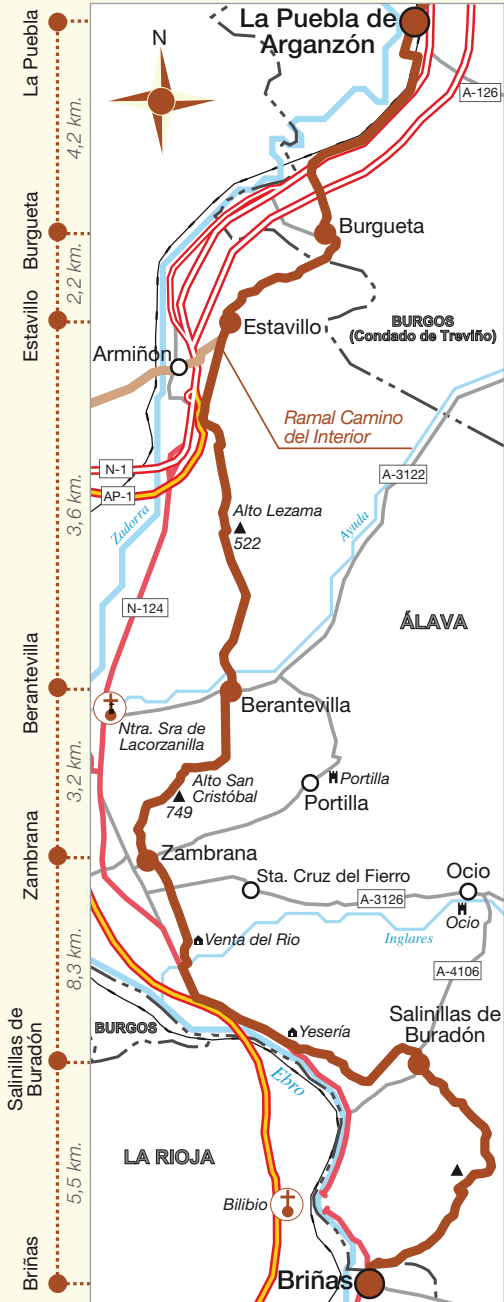 La Puebla
4,2 km.
Burgueta
2,2 km.
Estavillo
3,6 km.
Berantevilla
3,2 km.
Zambrana
8,3 km.
Salinillas de
Buradón
5,5 km.
Briñas
N
La Puebla de
Arganzón
A-126
Burgueta
Estavillo
BURGOS
(Condado de Treviño)
Armiñón
Ramal Camino
del Interior
N-1
AP-1
A-3122
Zadorra
Alto Lezama
522
Ayuda
N-124
ÁLAVA
Berantevilla
Ntra. Sra de
Lacorzanilla
Alto San
Cristóbal
749
Portilla
Portilla
Zambrana
Sta. Cruz del Fierro
Ocio
A-3126
Ocio
Venta del Rio
Inglares
A-4106
BURGOS
Yesería
Salinillas de
Buradón
Ebro
LA RIOJA
Bilibio
Briñas